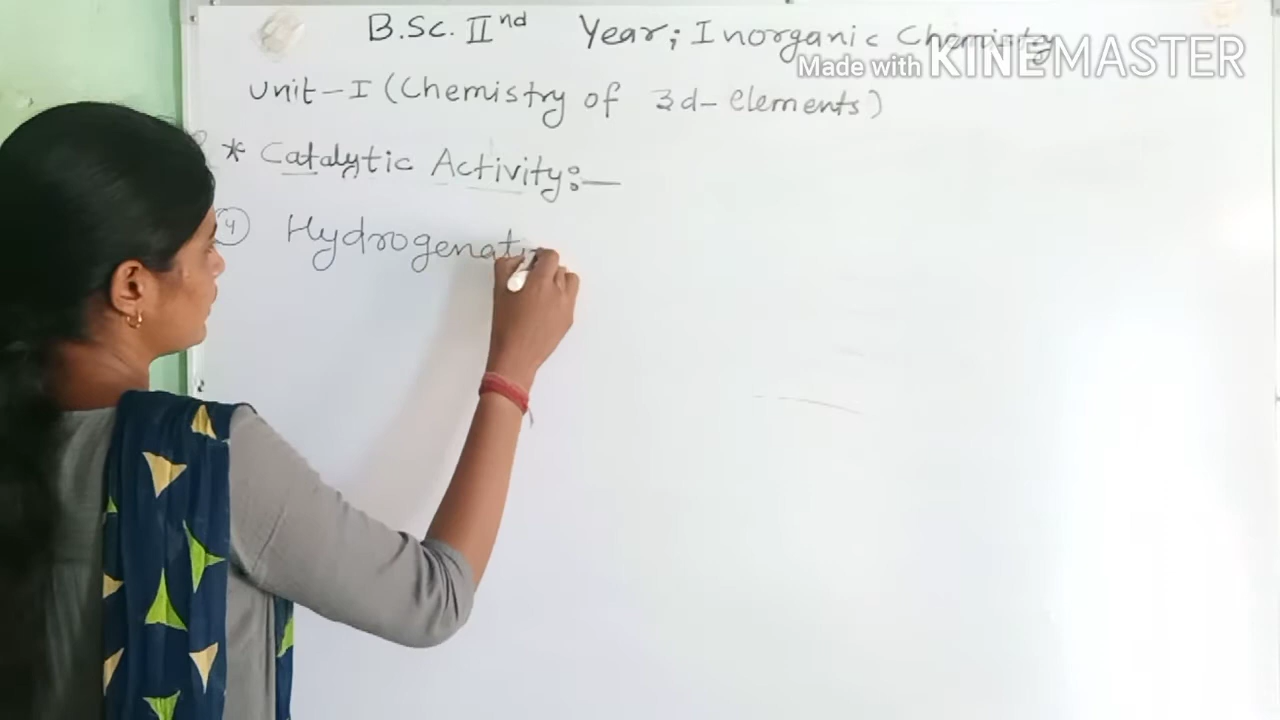 B.Sc. IInd Year; Inorganic Chemistry
Made with KINEMASTER
Unit-I (Chemistry of 3d-elements)
* Catalytic Activity:—
④ Hydrogenati